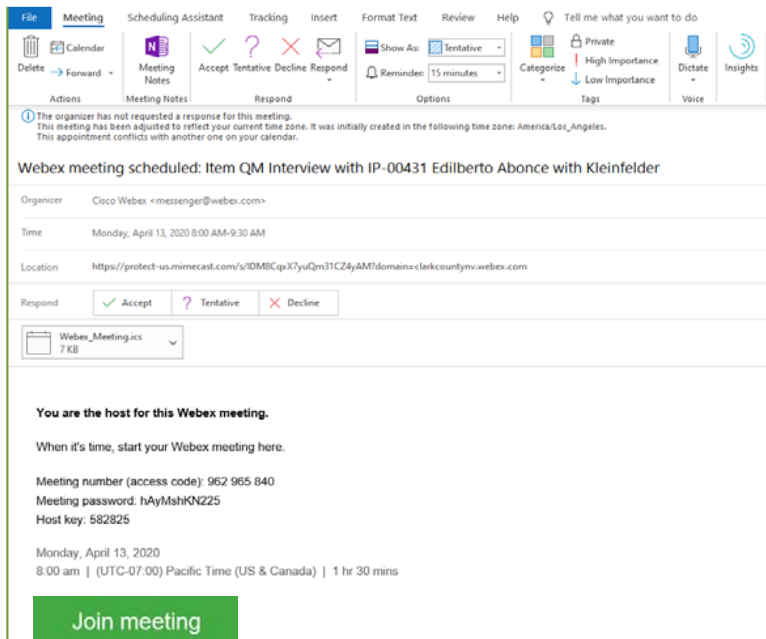 File Meeting Scheduling Assistant Tracking Insert Format Text Review Help Tell me what you want to do
Delete
Calendar
Forward
Actions
Meeting Notes
Meeting Notes
Accept Tentative Decline Respond
Respond
Show As: Tentative
Reminder: 15 minutes
Options
Categorize
Private
High Importance
Low Importance
Tags
Dictate
Voice
Insights
The organizer has not requested a response for this meeting.
This meeting has been adjusted to reflect your current time zone. It was initially created in the following time zone: America/Los_Angeles.
This appointment conflicts with another one on your calendar.
Webex meeting scheduled: Item QM Interview with IP-00431 Edilberto Abonce with Kleinfelder
Organizer Cisco Webex <messenger@webex.com>
Time Monday, April 13, 2020 8:00 AM-9:30 AM
Location https://protect-us.mimecast.com/s/IDM8CqxX7yuQm31CZ4yAM?domain=clarkcountynv.webex.com
Respond Accept Tentative Decline
Webex_Meeting.ics
7 KB
You are the host for this Webex meeting.
When it's time, start your Webex meeting here.
Meeting number (access code): 962 965 840
Meeting password: hAyMshKN225
Host key: 582825
Monday, April 13, 2020
8:00 am | (UTC-07:00) Pacific Time (US & Canada) | 1 hr 30 mins
Join meeting